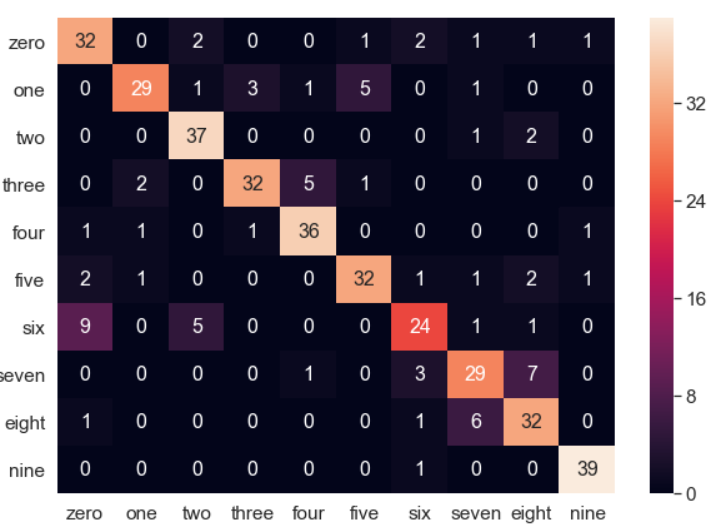 zero 32 0 2 0 0 1 2 1 1 1
one 0 29 1 3 1 5 0 1 0 0
two 0 0 37 0 0 0 0 1 2 0
three 0 2 0 32 5 1 0 0 0 0
four 1 1 0 1 36 0 0 0 0 1
five 2 1 0 0 0 32 1 1 2 1
six 9 0 5 0 0 0 24 1 1 0
seven 0 0 0 0 1 0 3 29 7 0
eight 1 0 0 0 0 0 1 6 32 0
nine 0 0 0 0 0 0 1 0 0 39
zero one two three four five six seven eight nine
32
24
16
8
0